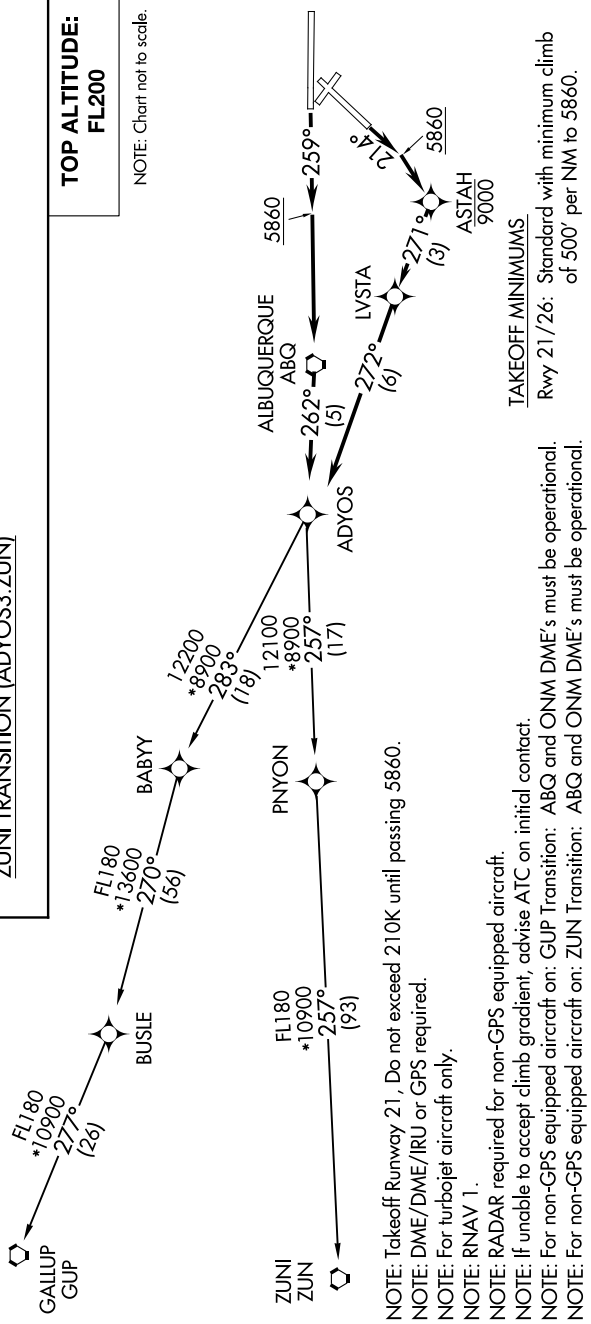 ZUNI TRANSITION (ADYOS3.ZUN)
TOP ALTITUDE:
FL200
NOTE: Chart not to scale.
259°
5860
214°
5860
ASTAH
9000
271°
(3)
LVSTA
272°
(6)
ALBUQUERQUE
ABQ
262°
(5)
ADYOS
12200
*8900
283°
(18)
12100
*8900
257°
(17)
BABYY
PNYON
FL180
*13600
270°
(56)
BUSLE
FL180
*10900
257°
(93)
FL180
*10900
277°
(26)
GALLUP
GUP
ZUNI
ZUN
TAKEOFF MINIMUMS
Rwy 21/26: Standard with minimum climb
of 500' per NM to 5860.
NOTE: Takeoff Runway 21, Do not exceed 210K until passing 5860.
NOTE: DME/DME/IRU or GPS required.
NOTE: For turbojet aircraft only.
NOTE: RNAV 1.
NOTE: RADAR required for non-GPS equipped aircraft.
NOTE: If unable to accept climb gradient, advise ATC on initial contact.
NOTE: For non-GPS equipped aircraft on: GUP Transition: ABQ and ONM DME's must be operational.
NOTE: For non-GPS equipped aircraft on: ZUN Transition: ABQ and ONM DME's must be operational.